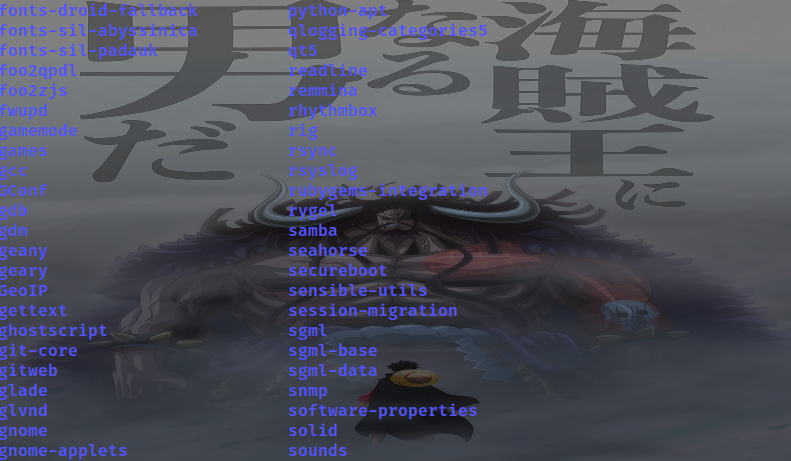 fonts-droid-fallback
fonts-sil-abyssinica
fonts-sil-padauk
foo2qpdl
foo2zjs
fwupd
gamemode
games
gcc
GConf
gdb
gdm
geany
geary
GeoIP
gettext
ghostscript
git-core
gitweb
glade
glvnd
gnome
gnome-applets
python-apt
qlogging-categories5
qt5
readline
remmina
rhythmbox
rig
rsync
rsyslog
rubygems-integration
rygel
samba
seahorse
secureboot
sensible-utils
session-migration
sgml
sgml-base
sgml-data
snmp
software-properties
solid
sounds
海賊王に
なる
男だ